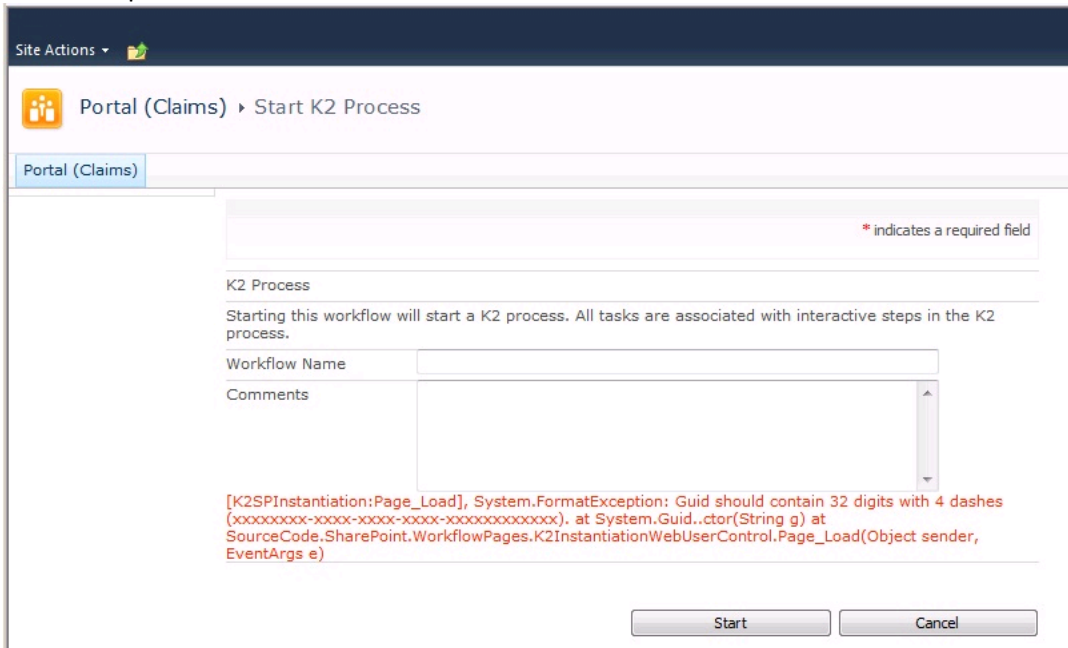 Site Actions
Portal (Claims) ▸ Start K2 Process
Portal (Claims)
* indicates a required field
K2 Process
Starting this workflow will start a K2 process. All tasks are associated with interactive steps in the K2
process.
Workflow Name
Comments
[K2SPInstantiation:Page_Load], System.FormatException: Guid should contain 32 digits with 4 dashes
(xxxxxxxx-xxxx-xxxx-xxxx-xxxxxxxxxxxx). at System.Guid..ctor(String g) at
SourceCode.SharePoint.WorkflowPages.K2InstantiationWebUserControl.Page_Load(Object sender,
EventArgs e)
Start Cancel